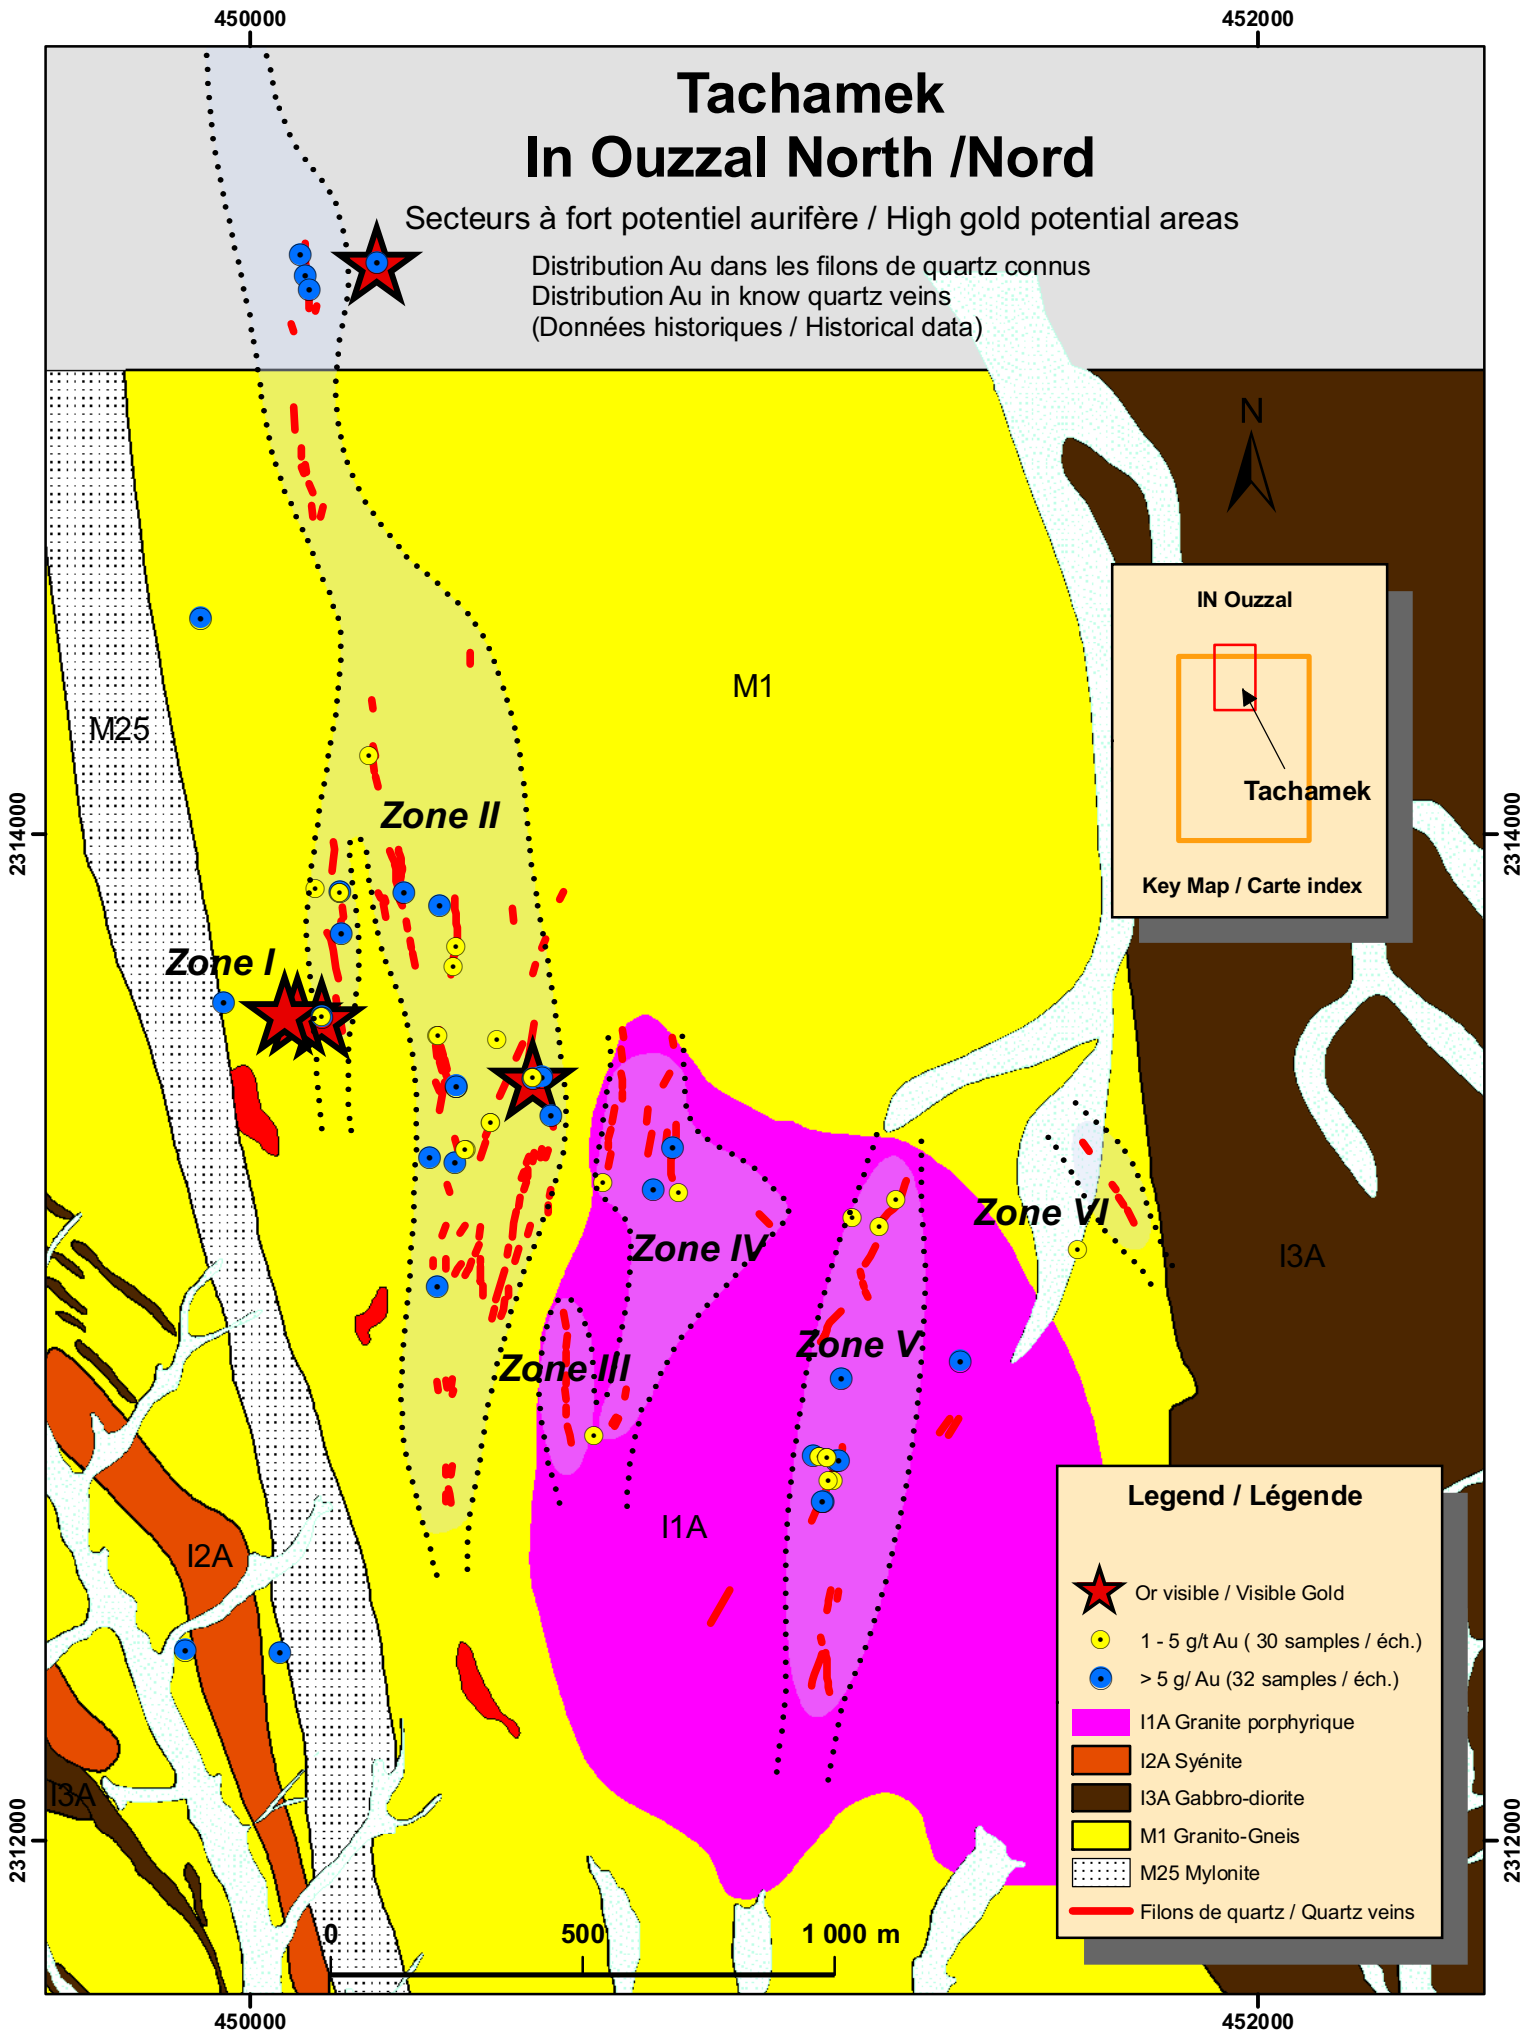 450000
452000
Tachamek
In Ouzzal North /Nord
Secteurs à fort potentiel aurifère / High gold potential areas
Distribution Au dans les filons de quartz connus
Distribution Au in know quartz veins
(Données historiques / Historical data)
N
IN Ouzzal
Tachamek
Key Map / Carte index
M1
M25
2314000
2314000
Zone II
Zone I
Zone VI
Zone IV
I3A
Zone V
Zone III
I1A
I2A
I3A
2312000
2312000
Legend / Légende
Or visible / Visible Gold
1 - 5 g/t Au ( 30 samples / éch.)
> 5 g/ Au (32 samples / éch.)
I1A Granite porphyrique
I2A Syénite
I3A Gabbro-diorite
M1 Granito-Gneis
M25 Mylonite
Filons de quartz / Quartz veins
0
500
1 000 m
450000
452000